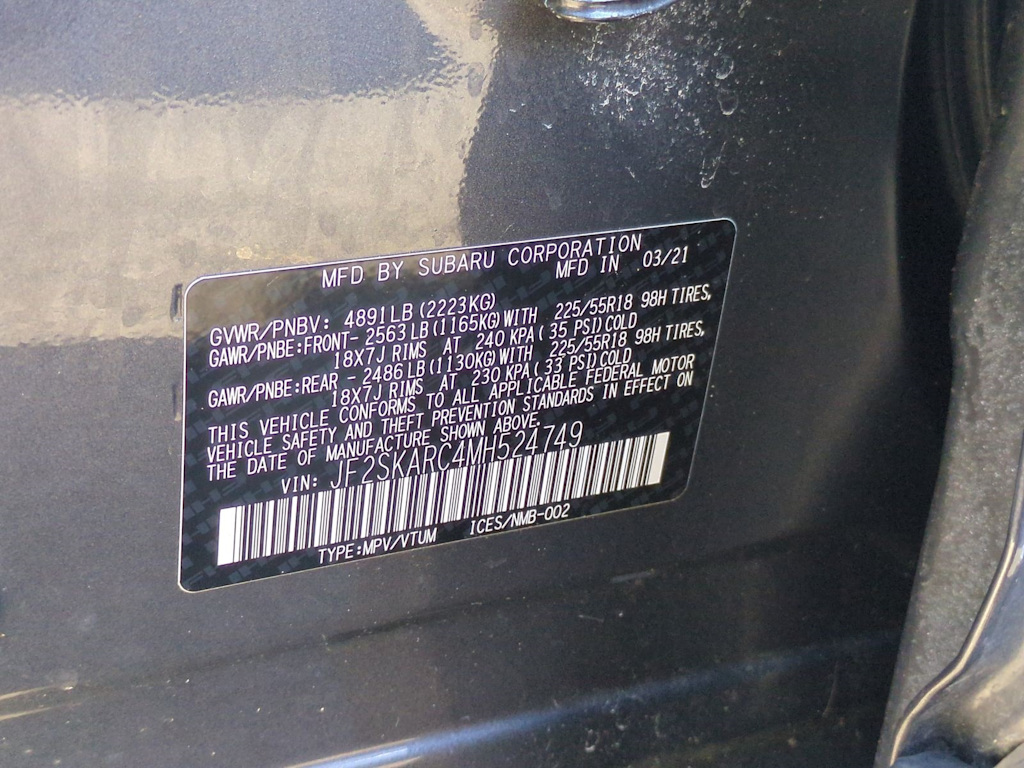 MFD BY SUBARU CORPORATION
MFD IN 03/21
GVWR/PNBV: 4891LB(2223KG)
GAWR/PNBE:FRONT- 2563LB(1165KG)WITH 225/55R18 98H TIRES,
18X7J RIMS AT 240 KPA( 35 PSI)COLD
GAWR/PNBE:REAR - 2486LB(1130KG)WITH 225/55R18 98H TIRES,
18X7J RIMS AT 230 KPA( 33 PSI)COLD
THIS VEHICLE CONFORMS TO ALL APPLICABLE FEDERAL MOTOR
VEHICLE SAFETY AND THEFT PREVENTION STANDARDS IN EFFECT ON
THE DATE OF MANUFACTURE SHOWN ABOVE.
VIN: JF2SKARC4MH524749
TYPE:MPV/VTUM ICES/NMB-002